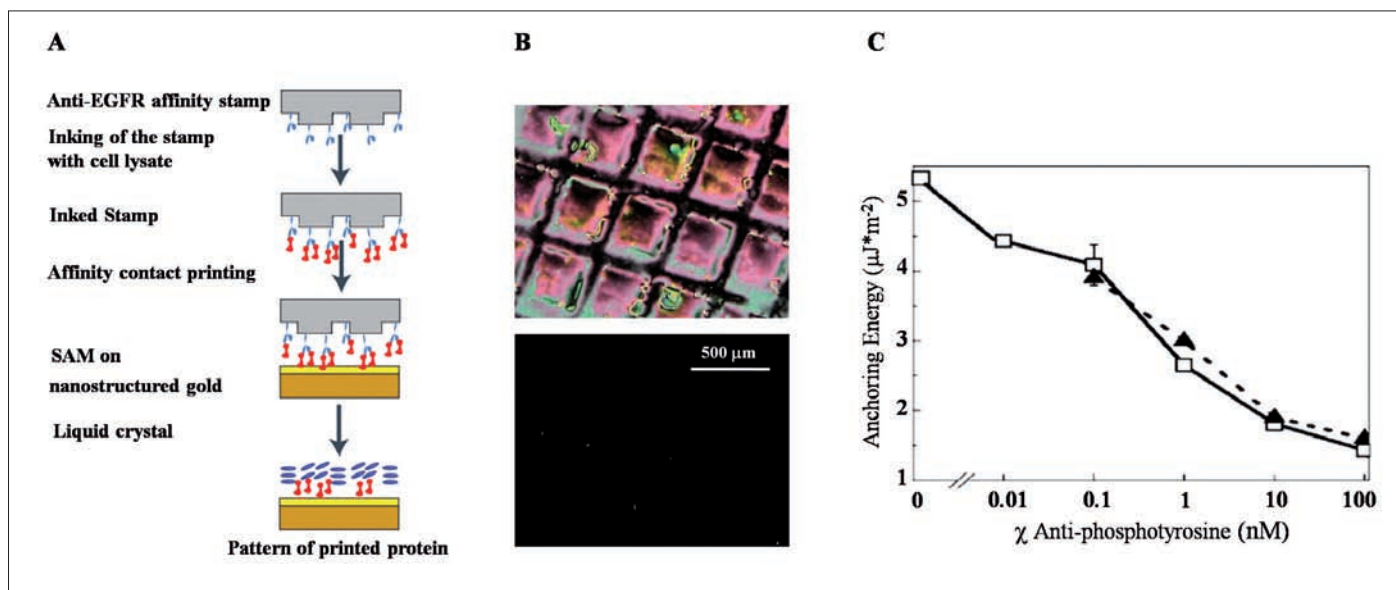 A
Anti-EGFR affinity stamp
Inking of the stamp
with cell lysate
Inked Stamp
Affinity contact printing
SAM on
nanostructured gold
Liquid crystal
Pattern of printed protein
B
500 μm
C
Anchoring Energy (μJ*m-2)
5
4
3
2
1
0 0.01 0.1 1 10 100
χ Anti-phosphotyrosine (nM)